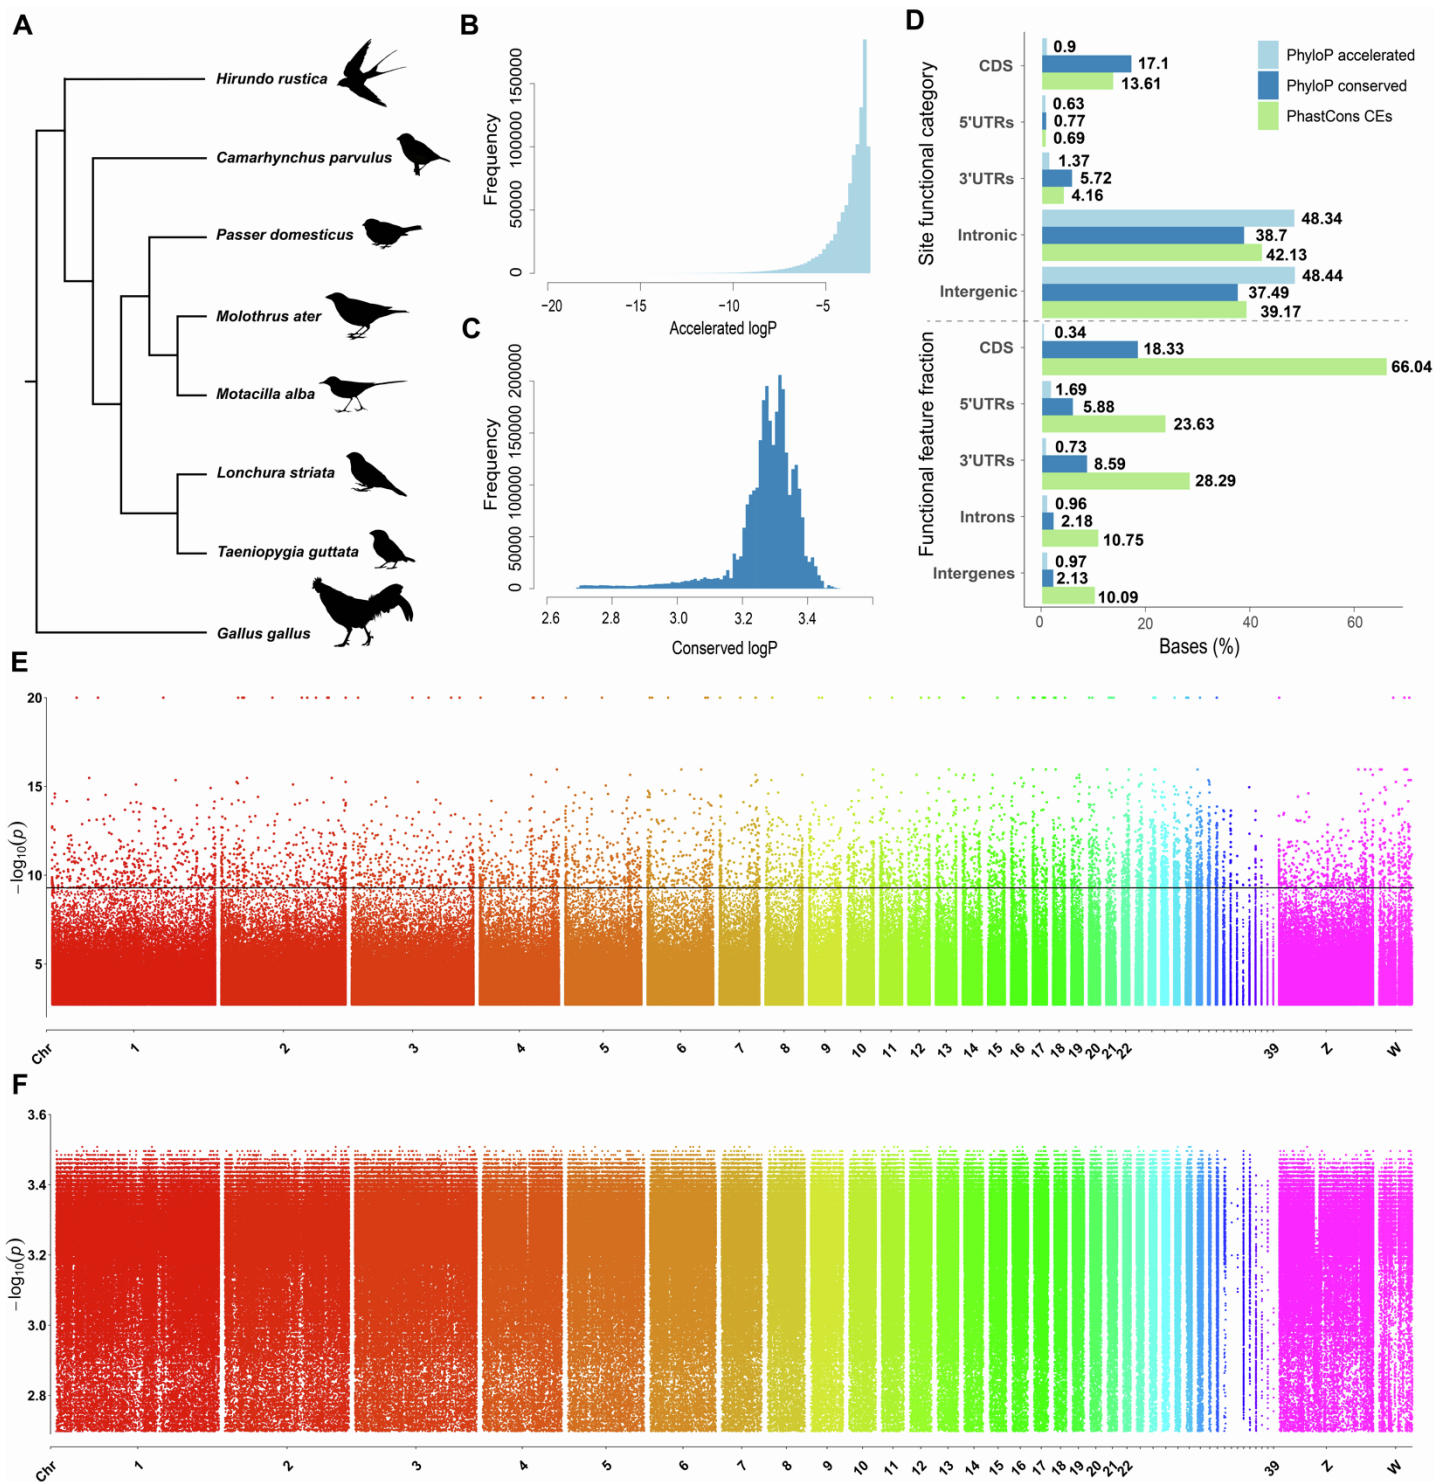 A
Hirundo rustica
Camarhynchus parvulus
Passer domesticus
Molothrus ater
Motacilla alba
Lonchura striata
Taeniopygia guttata
Gallus gallus
B
Frequency
150000
100000
50000
0
−20
−15
−10
−5
Accelerated logP
C
Frequency
200000
150000
100000
50000
0
2.6
2.8
3.0
3.2
3.4
Conserved logP
D
PhyloP accelerated
PhyloP conserved
PhastCons CEs
Site functional category
CDS
0.9
17.1
13.61
5'UTRs
0.63
0.77
0.69
3'UTRs
1.37
5.72
4.16
Intronic
48.34
38.7
42.13
Intergenic
48.44
37.49
39.17
Functional feature fraction
CDS
0.34
18.33
66.04
5'UTRs
1.69
5.88
23.63
3'UTRs
0.73
8.59
28.29
Introns
0.96
2.18
10.75
Intergenes
0.97
2.13
10.09
0
20
40
60
Bases (%)
E
−log10(p)
20
15
10
5
Chr
1
2
3
4
5
6
7
8
9
10
11
12
13
14
15
16
17
18
19
20
21
22
39
Z
W
F
−log10(p)
3.6
3.4
3.2
3.0
2.8
Chr
1
2
3
4
5
6
7
8
9
10
11
12
13
14
15
16
17
18
19
20
21
22
39
Z
W